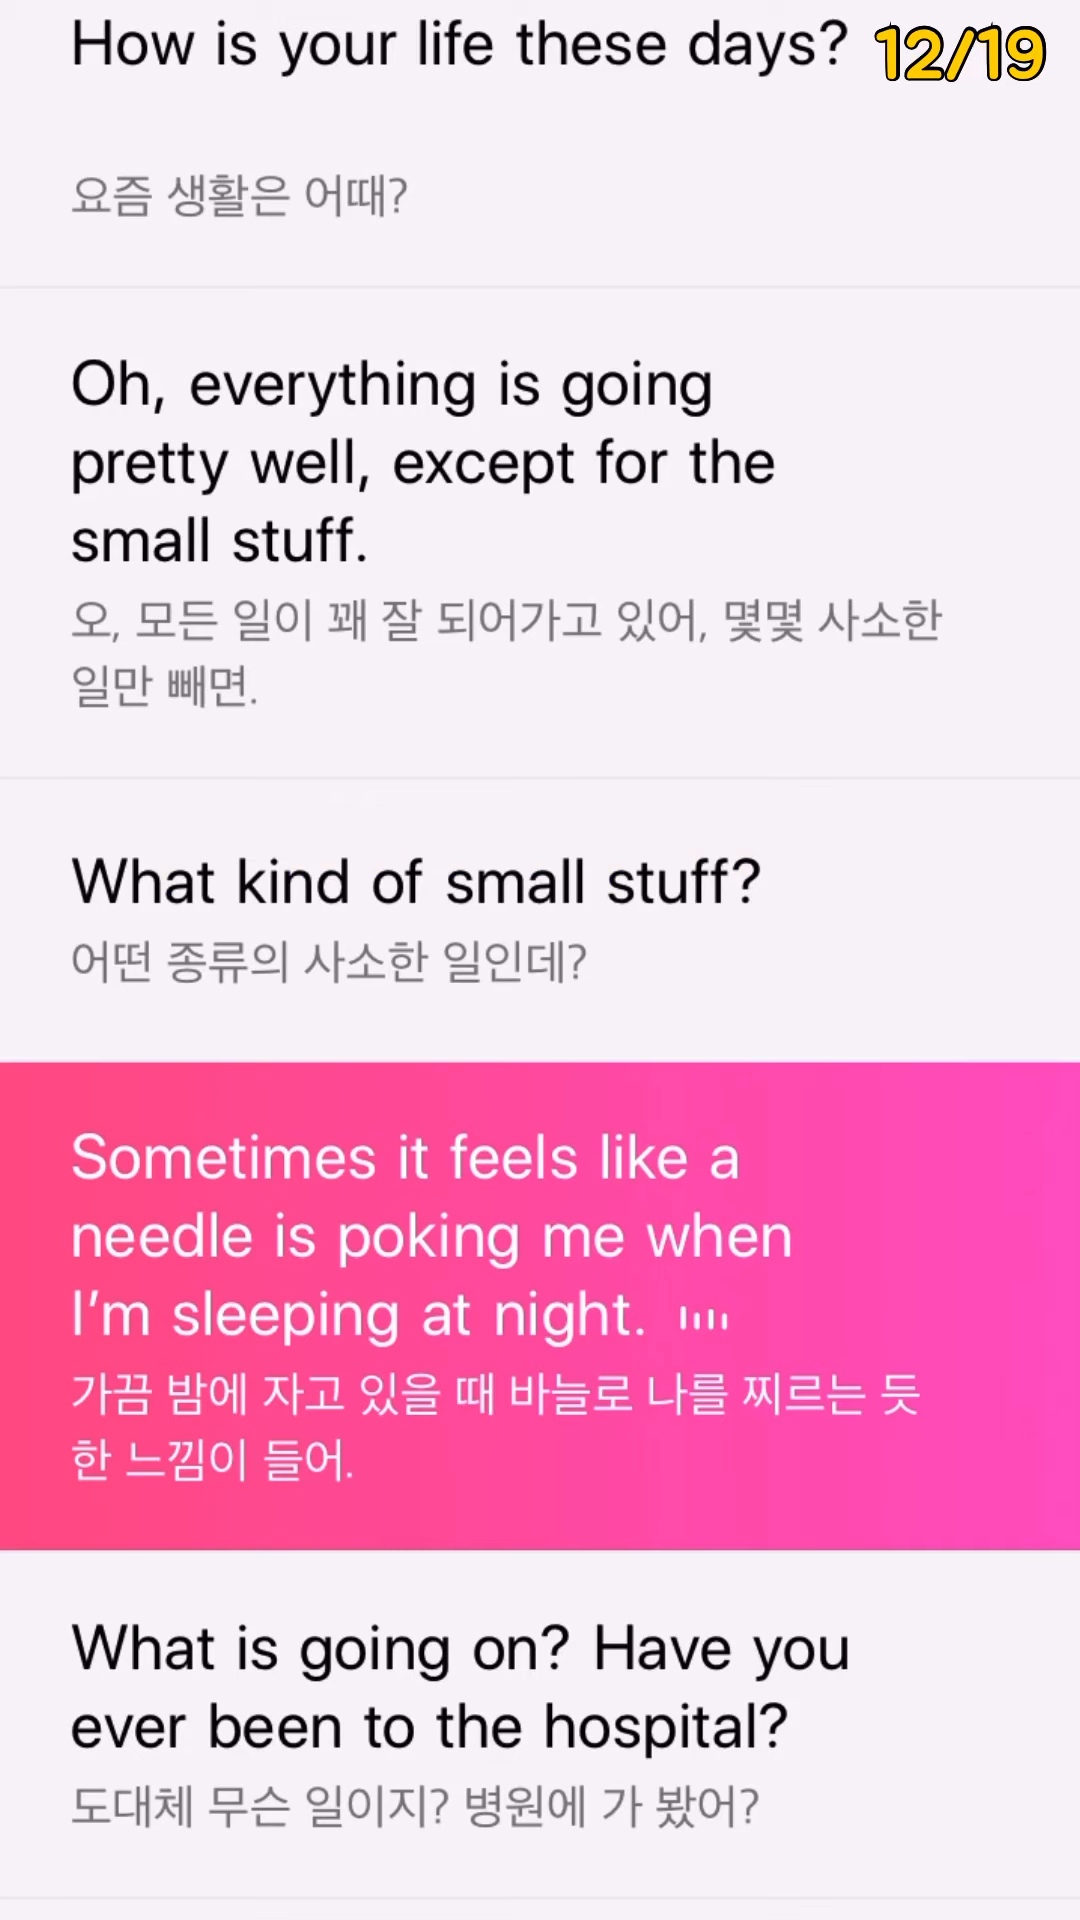 How is your life these days?
12/19
요즘 생활은 어때?
Oh, everything is going
pretty well, except for the
small stuff.
오, 모든 일이 꽤 잘 되어가고 있어, 몇몇 사소한
일만 빼면.
What kind of small stuff?
어떤 종류의 사소한 일인데?
Sometimes it feels like a
needle is poking me when
I’m sleeping at night.
가끔 밤에 자고 있을 때 바늘로 나를 찌르는 듯
한 느낌이 들어.
What is going on? Have you
ever been to the hospital?
도대체 무슨 일이지? 병원에 가 봤어?